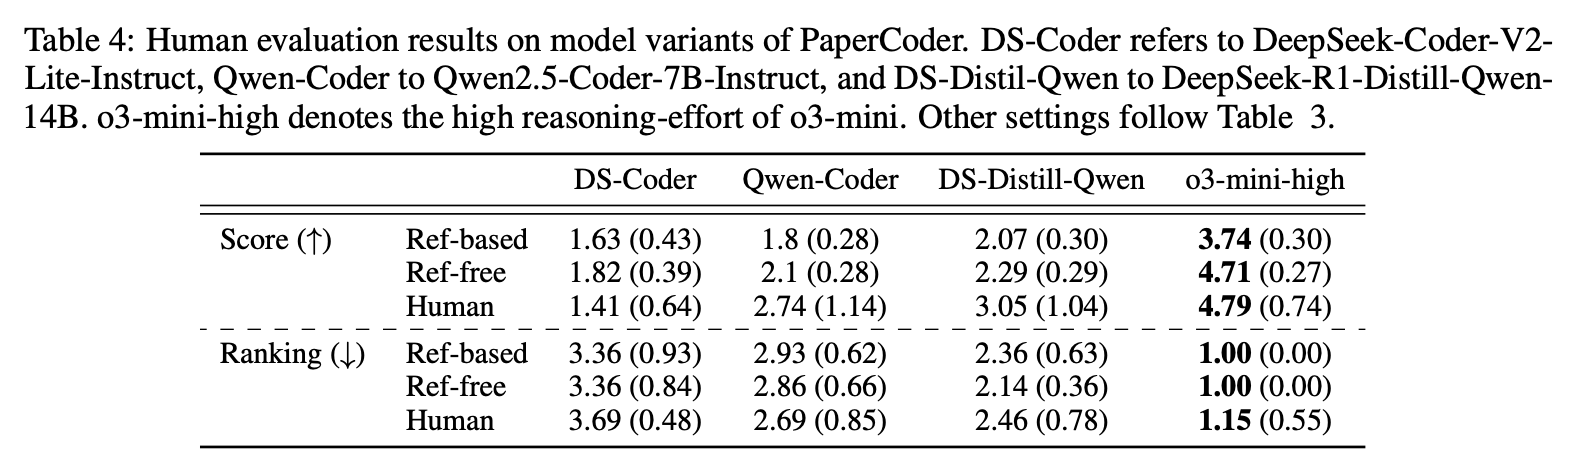 Table 4: Human evaluation results on model variants of PaperCoder. DS-Coder refers to DeepSeek-Coder-V2-
Lite-Instruct, Qwen-Coder to Qwen2.5-Coder-7B-Instruct, and DS-Distil-Qwen to DeepSeek-R1-Distill-Qwen-
14B. o3-mini-high denotes the high reasoning-effort of o3-mini. Other settings follow Table 3.
DS-Coder Qwen-Coder DS-Distill-Qwen o3-mini-high
Score (↑) Ref-based 1.63 (0.43) 1.8 (0.28) 2.07 (0.30) 3.74 (0.30)
Ref-free 1.82 (0.39) 2.1 (0.28) 2.29 (0.29) 4.71 (0.27)
Human 1.41 (0.64) 2.74 (1.14) 3.05 (1.04) 4.79 (0.74)
Ranking (↓) Ref-based 3.36 (0.93) 2.93 (0.62) 2.36 (0.63) 1.00 (0.00)
Ref-free 3.36 (0.84) 2.86 (0.66) 2.14 (0.36) 1.00 (0.00)
Human 3.69 (0.48) 2.69 (0.85) 2.46 (0.78) 1.15 (0.55)